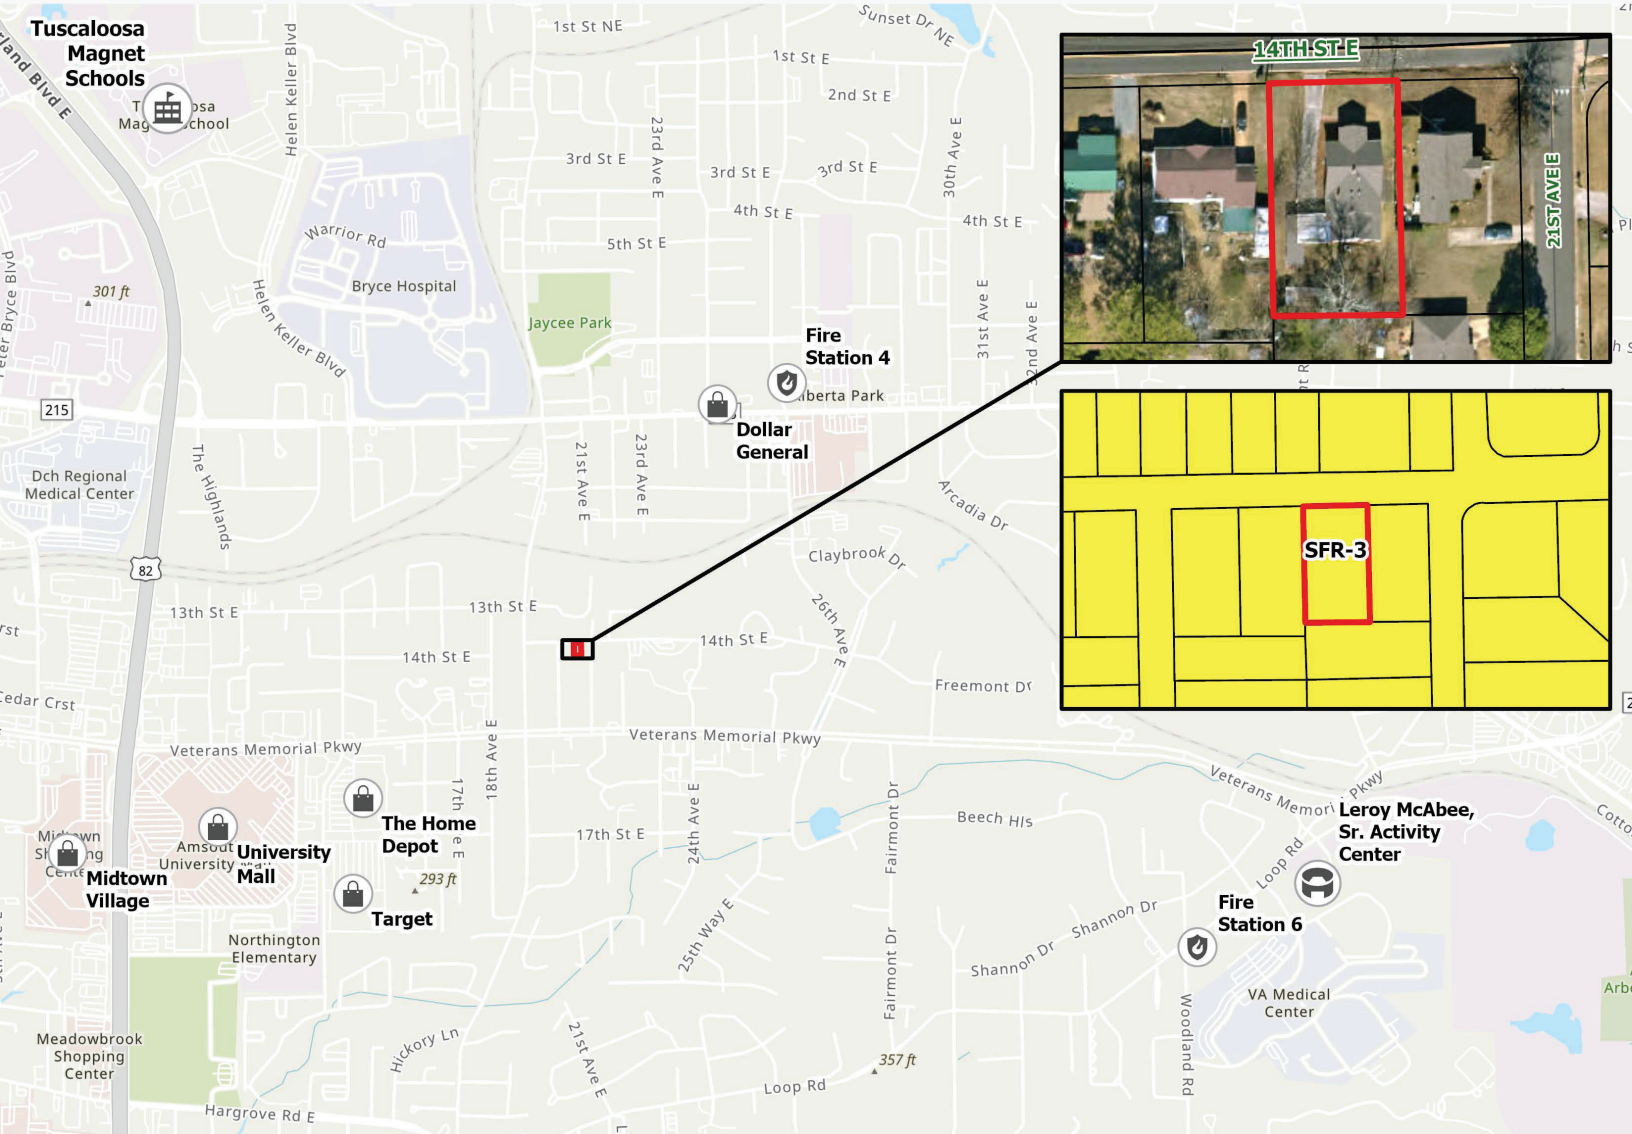 Tuscaloosa
Magnet
Schools
Helen Keller Blvd
1st St NE
Sunset Dr NE
1st St E
2nd St E
23rd Ave E
3rd St E
3rd St E
3rd St E
30th Ave E
4th St E
4th St E
5th St E
Warrior Rd
Bryce Hospital
301 ft
Helen Keller Blvd
Jaycee Park
31st Ave E
Fire
Station 4
215
Dollar
General
Dch Regional
Medical Center
The Highlands
21st Ave E
23rd Ave E
Arcadia Dr
82
Claybrook Dr
13th St E
13th St E
26th Ave E
14th St E
14th St E
Freemont Dr
Veterans Memorial Pkwy
Veterans Memorial Pkwy
18th Ave E
17th
E
24th Ave E
Fairmont Dr
Beech Hls
17th St E
The Home
Depot
University
Mall
Midtown
Village
Target
293 ft
Northington
Elementary
25th Way E
Fairmont Dr
Shannon Dr
Shannon Dr
Loop Rd
Leroy McAbee,
Sr. Activity
Center
Fire
Station 6
VA Medical
Center
Woodland Rd
Meadowbrook
Shopping
Center
Hickory Ln
21st Ave E
357 ft
Loop Rd
Hargrove Rd E
14TH ST E
21ST AVE E
SFR-3